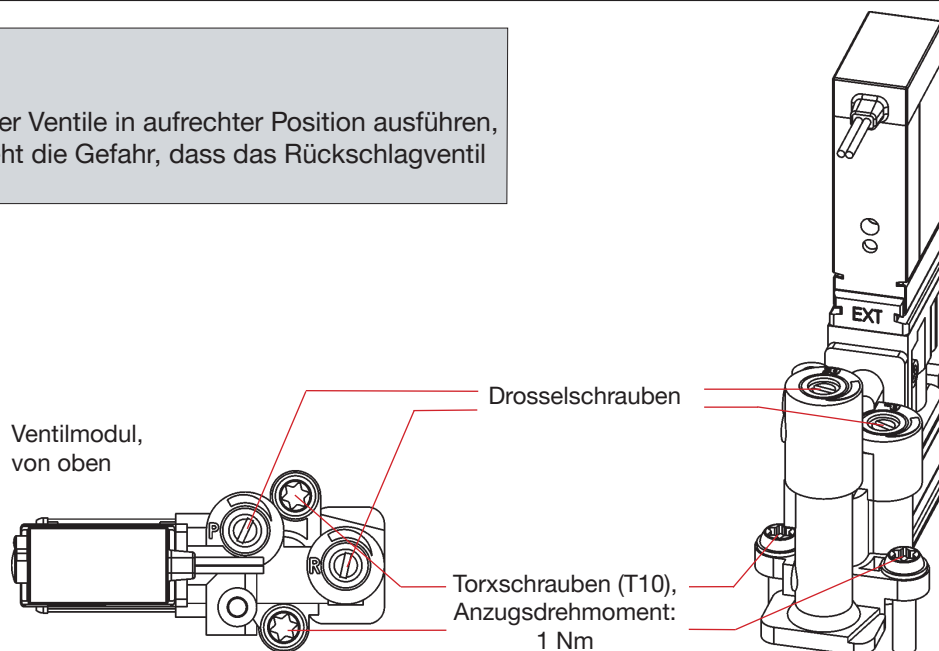 er Ventile in aufrechter Position ausführen,
ht die Gefahr, dass das Rückschlagventil
EXT
Drosselschrauben
Ventilmodul,
von oben
P
R
Torxschrauben (T10),
Anzugsdrehmoment:
1 Nm